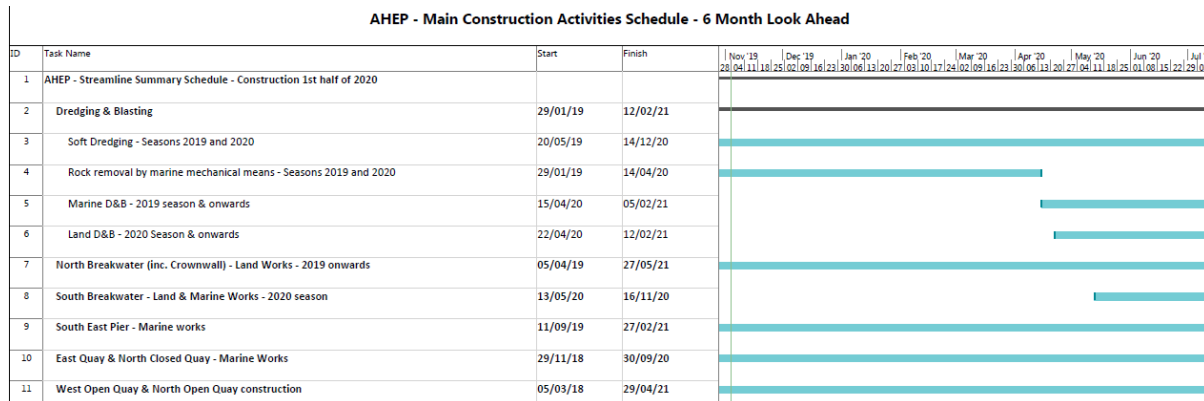 AHEP - Main Construction Activities Schedule - 6 Month Look Ahead
ID Task Name Start Finish Nov '19 Dec '19 Jan '20 Feb '20 Mar '20 Apr '20 May '20 Jun '20 Jul
28 04 11 18 25 02 09 16 23 30 06 13 20 27 03 10 17 24 02 09 16 23 30 06 13 20 27 04 11 18 25 01 08 15 22 29 0
1 AHEP - Streamline Summary Schedule - Construction 1st half of 2020
2 Dredging & Blasting 29/01/19 12/02/21
3 Soft Dredging - Seasons 2019 and 2020 20/05/19 14/12/20
4 Rock removal by marine mechanical means - Seasons 2019 and 2020 29/01/19 14/04/20
5 Marine D&B - 2019 season & onwards 15/04/20 05/02/21
6 Land D&B - 2020 Season & onwards 22/04/20 12/02/21
7 North Breakwater (inc. Crownwall) - Land Works - 2019 onwards 05/04/19 27/05/21
8 South Breakwater - Land & Marine Works - 2020 season 13/05/20 16/11/20
9 South East Pier - Marine works 11/09/19 27/02/21
10 East Quay & North Closed Quay - Marine Works 29/11/18 30/09/20
11 West Open Quay & North Open Quay construction 05/03/18 29/04/21